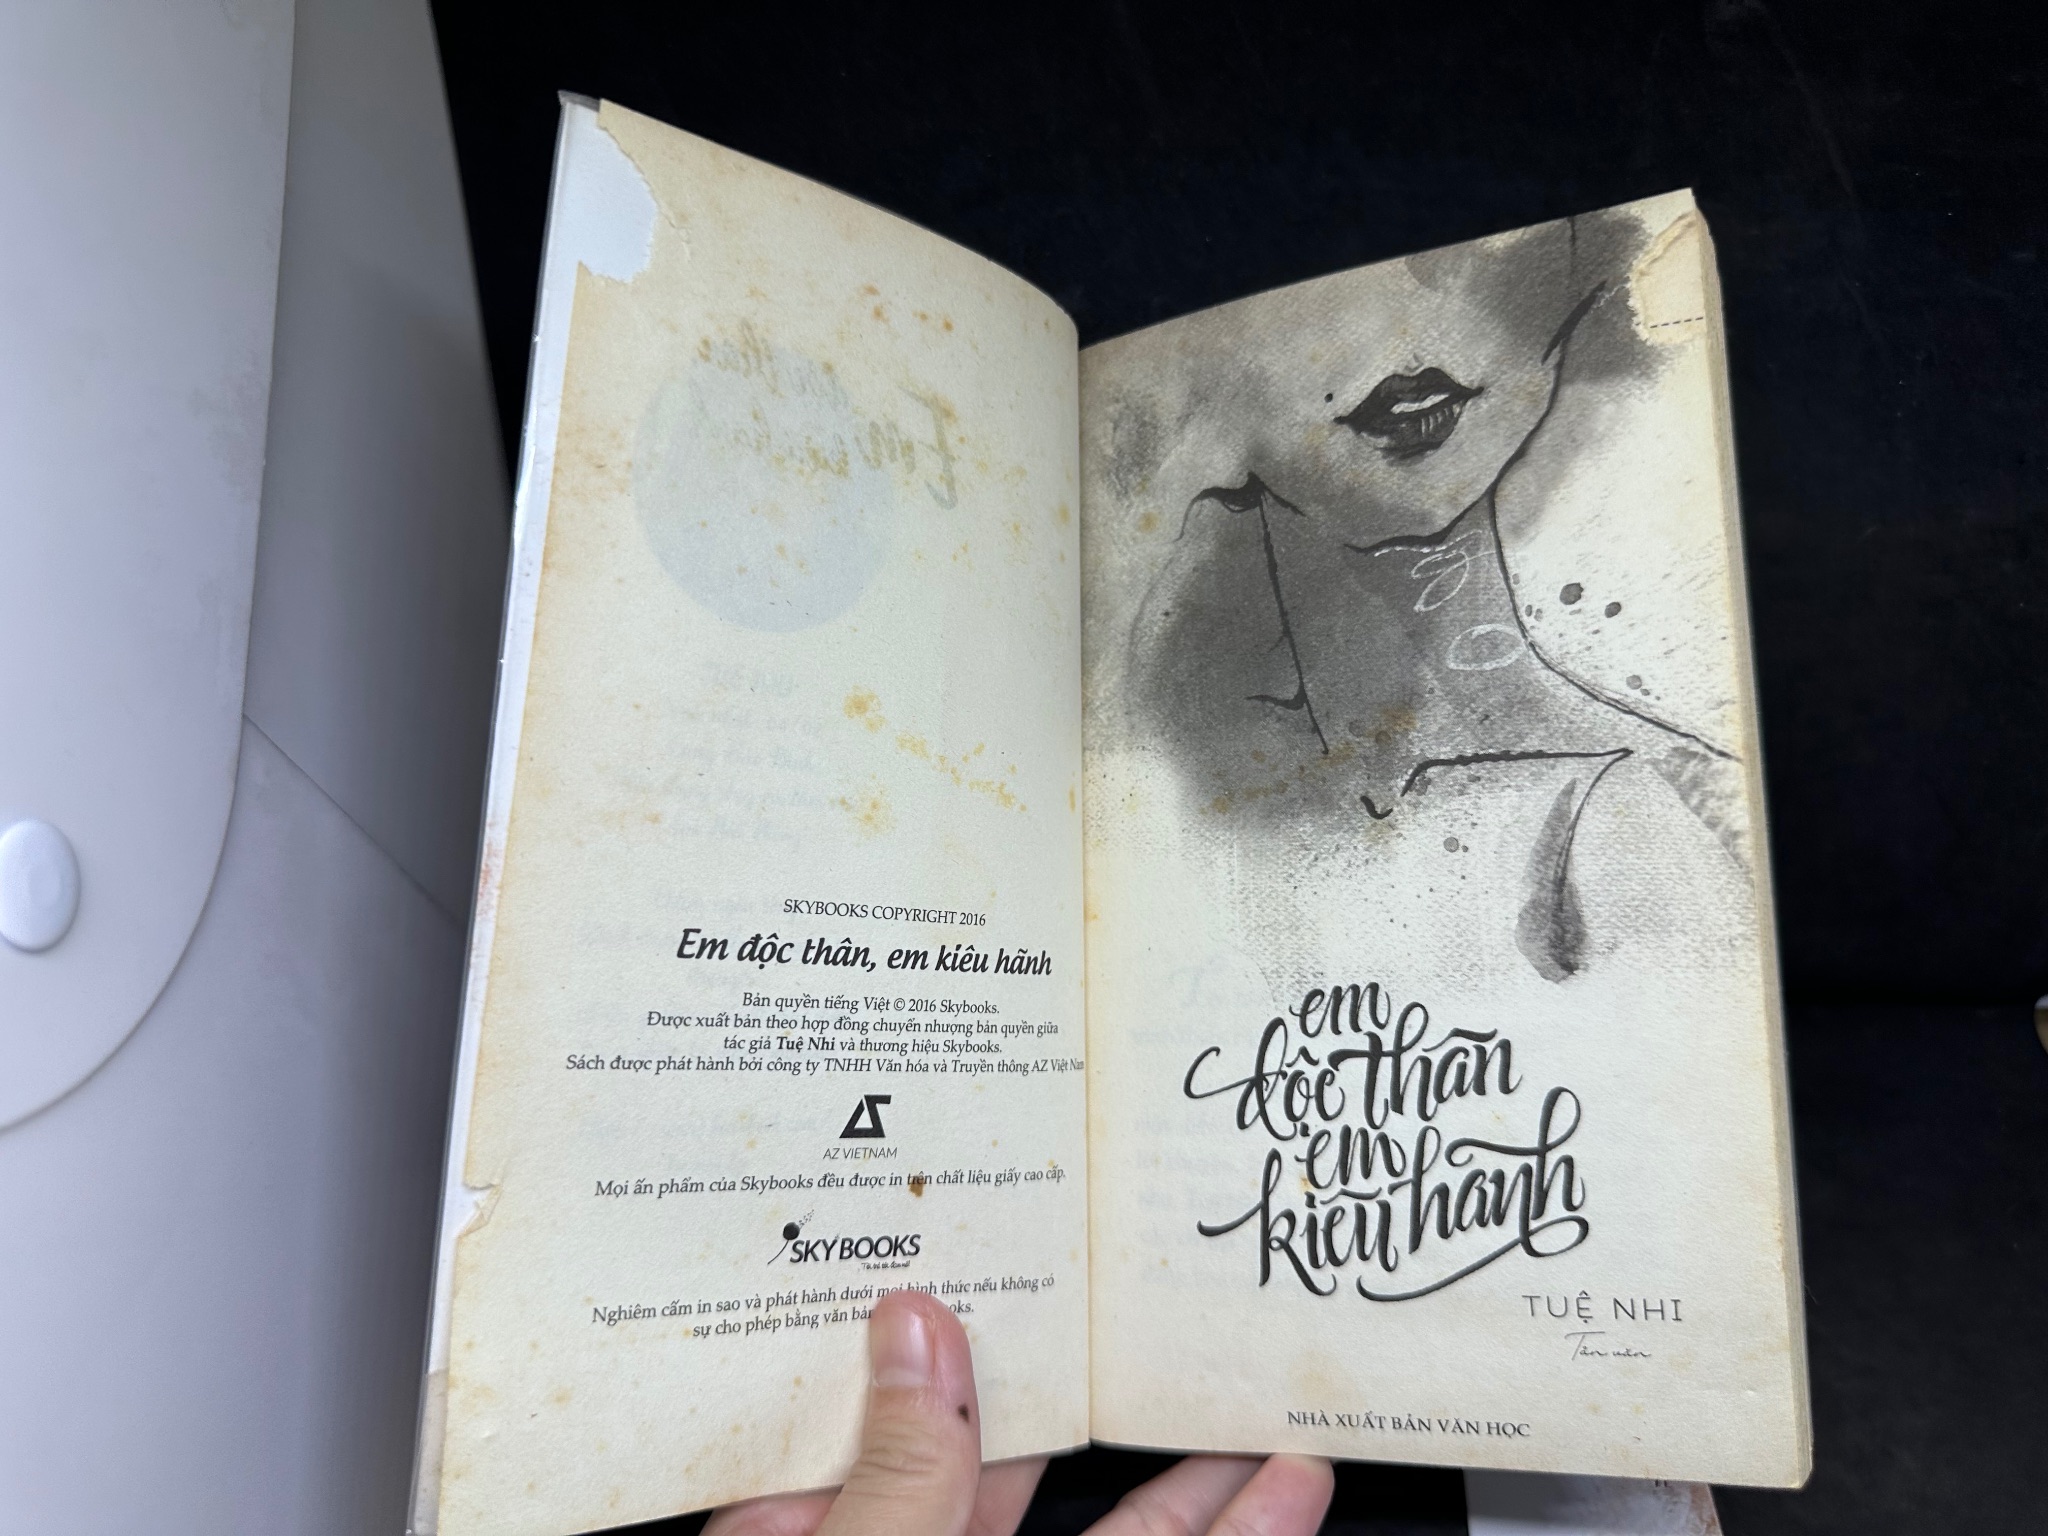 SKYBOOKS COPYRIGHT 2016
Em độc thân, em kiêu hãnh
Bản quyền tiếng Việt © 2016 Skybooks.
Được xuất bản theo hợp đồng chuyển nhượng bản quyền giữa
tác giả Tuệ Nhi và thương hiệu Skybooks.
Sách được phát hành bởi công ty TNHH Văn hóa và Truyền thông AZ Việt Nam
AZ VIETNAM
Mọi ấn phẩm của Skybooks đều được in trên chất liệu giấy cao cấp.
SKYBOOKS
Nghiêm cấm in sao và phát hành dưới mọi hình thức nếu không có
sự cho phép bằng văn bản
em
độc thân
em
kiêu hãnh
TUỆ NHI
Tản văn
NHÀ XUẤT BẢN VĂN HỌC